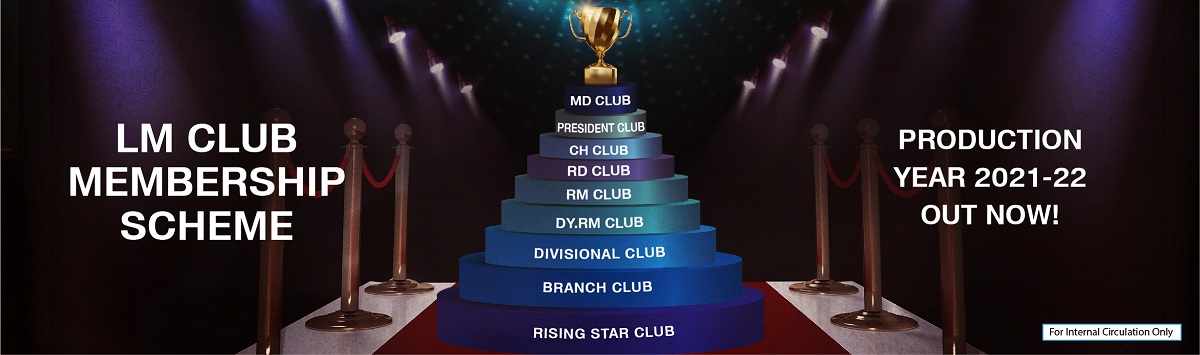 LM CLUB
MEMBERSHIP
SCHEME
MD CLUB
PRESIDENT CLUB
CH CLUB
RD CLUB
RM CLUB
DY.RM CLUB
DIVISIONAL CLUB
BRANCH CLUB
RISING STAR CLUB
PRODUCTION
YEAR 2021-22
OUT NOW!
For Internal Circulation Only